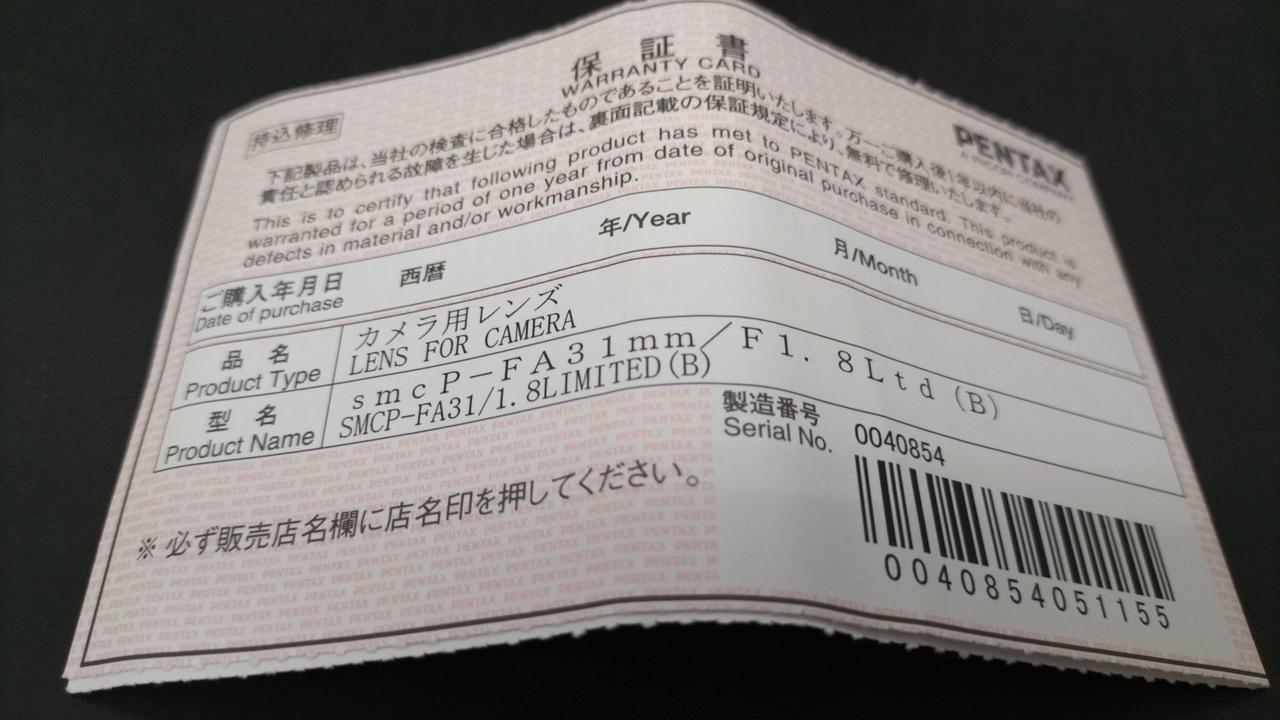 保証書
WARRANTY CARD
持込修理
PENTAX
A RICOH COMPANY
下記製品は、当社の検査に合格したものであることを証明いたします。万一ご購入後1年以内に当社の
責任と認められる故障を生じた場合は、裏面記載の保証規定により、無料で修理いたします。
This is to certify that following product has met to PENTAX standard. This product is
warranted for a period of one year from date of original purchase in connection with any
defects in material and/or workmanship.
ご購入年月日 西暦 年/Year 月/Month 日/Day
Date of purchase
品名 カメラ用レンズ
Product Type LENS FOR CAMERA
型名 smcP-FA31mm/F1.8Ltd(B)
Product Name SMCP-FA31/1.8LIMITED(B)
製造番号
Serial No. 0040854
※必ず販売店名欄に店名印を押してください。
0040854051155